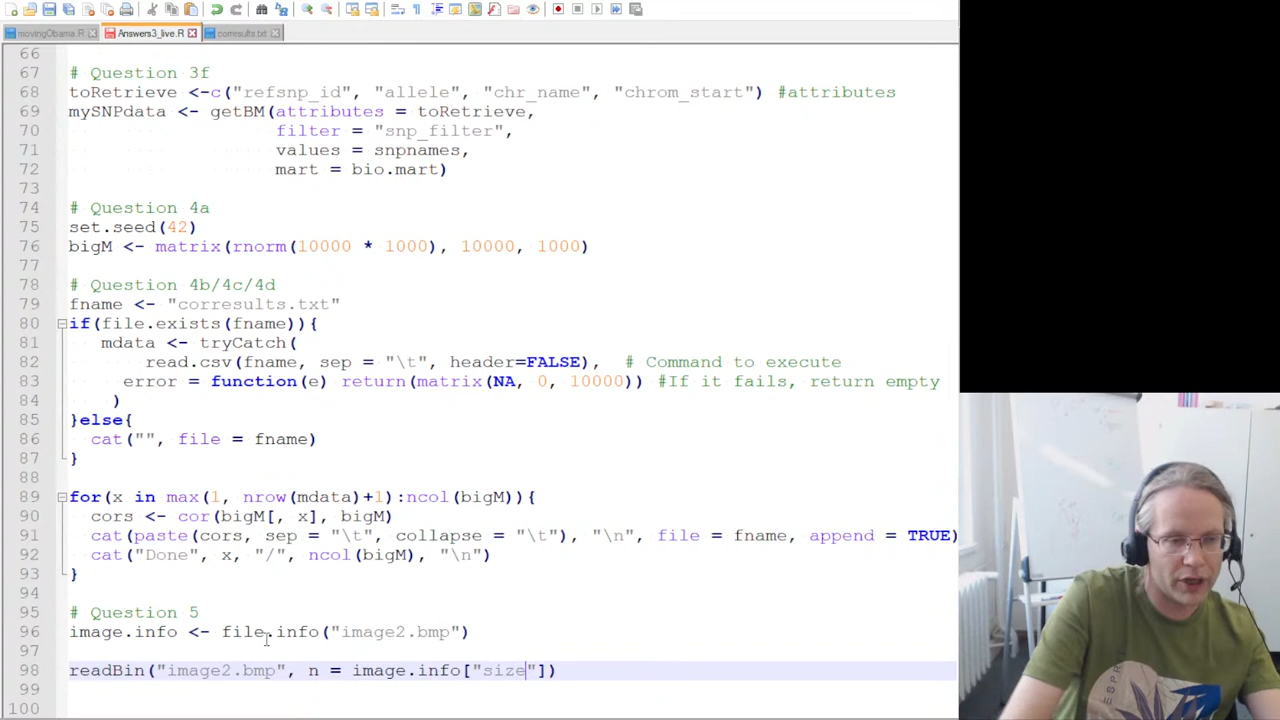 movingObama.R
Answers3_live.R
corresults.txt
66
67 # Question 3f
68 toRetrieve <-c("refsnp_id", "allele", "chr_name", "chrom_start") #attributes
69 mySNPdata <- getBM(attributes = toRetrieve,
70 filter = "snp_filter",
71 values = snpnames,
72 mart = bio.mart)
73
74 # Question 4a
75 set.seed(42)
76 bigM <- matrix(rnorm(10000 * 1000), 10000, 1000)
77
78 # Question 4b/4c/4d
79 fname <- "corresults.txt"
80 if(file.exists(fname)){
81 mdata <- tryCatch(
82 read.csv(fname, sep = "\t", header=FALSE), # Command to execute
83 error = function(e) return(matrix(NA, 0, 10000)) #If it fails, return empty
84 )
85 }else{
86 cat("", file = fname)
87 }
88
89 for(x in max(1, nrow(mdata)+1):ncol(bigM)){
90 cors <- cor(bigM[, x], bigM)
91 cat(paste(cors, sep = "\t", collapse = "\t"), "\n", file = fname, append = TRUE)
92 cat("Done", x, "/", ncol(bigM), "\n")
93 }
94
95 # Question 5
96 image.info <- file.info("image2.bmp")
97
98 readBin("image2.bmp", n = image.info["size"])
99
100